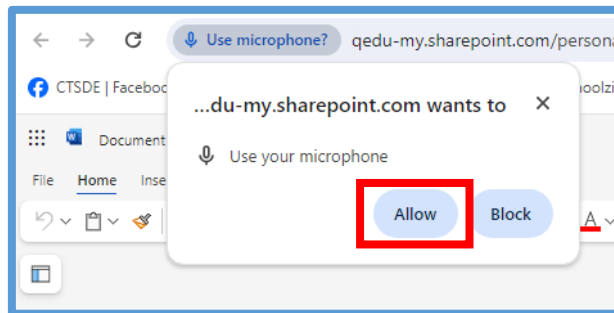 Use microphone? qedu-my.sharepoint.com/persona
CTSDE | Faceboo
...du-my.sharepoint.com wants to
Document
Use your microphone
File Home Inse
Allow Block
A